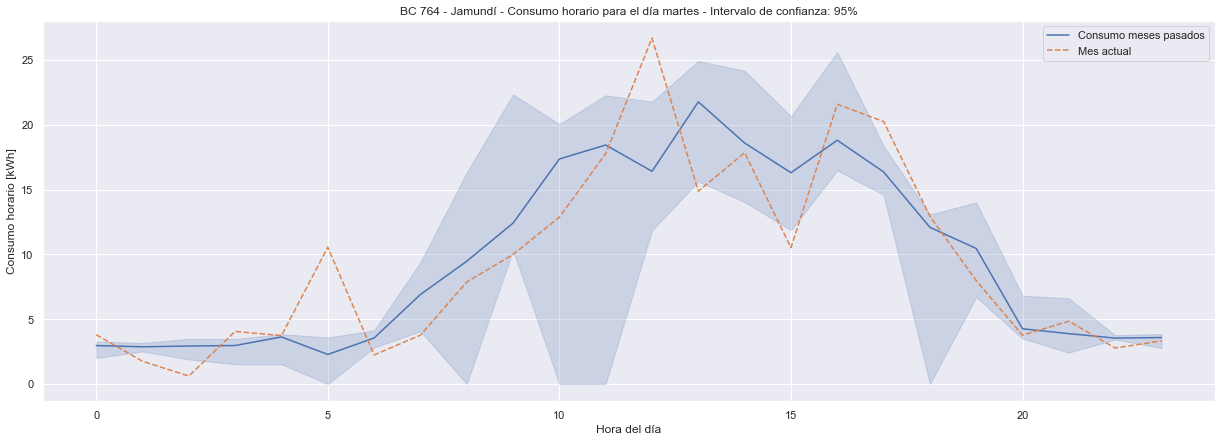 BC 764 - Jamundí - Consumo horario para el día martes - Intervalo de confianza: 95%
Consumo meses pasados
Mes actual
Consumo horario [kWh]
25
20
15
10
5
0
0
5
10
15
20
Hora del día